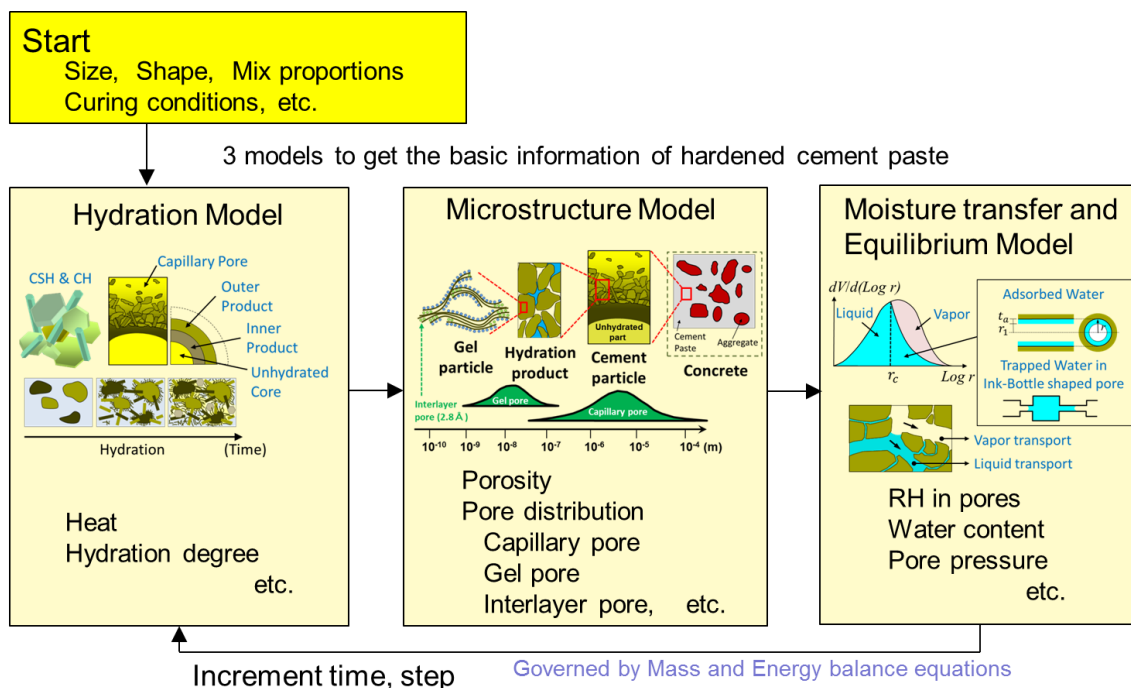 Start
Size, Shape, Mix proportions
Curing conditions, etc.
3 models to get the basic information of hardened cement paste
Hydration Model
CSH & CH
Capillary Pore
Outer
Product
Inner
Product
Unhydrated
Core
Hydration
(Time)
Heat
Hydration degree
etc.
Microstructure Model
Unhydrated
part
Cement
Paste
Aggregate
Gel
particle
Hydration
product
Cement
particle
Concrete
Interlayer
pore (2.8 Å)
Gel pore
Capillary pore
10-10 10-9 10-8 10-7 10-6 10-5 10-4 (m)
Porosity
Pore distribution
Capillary pore
Gel pore
Interlayer pore, etc.
Moisture transfer and
Equilibrium Model
dV/d(Log r)
Liquid
Vapor
rc
Log r
Adsorbed Water
ta
r1
r
Trapped Water in
Ink-Bottle shaped pore
Vapor transport
Liquid transport
RH in pores
Water content
Pore pressure
etc.
Increment time, step
Governed by Mass and Energy balance equations